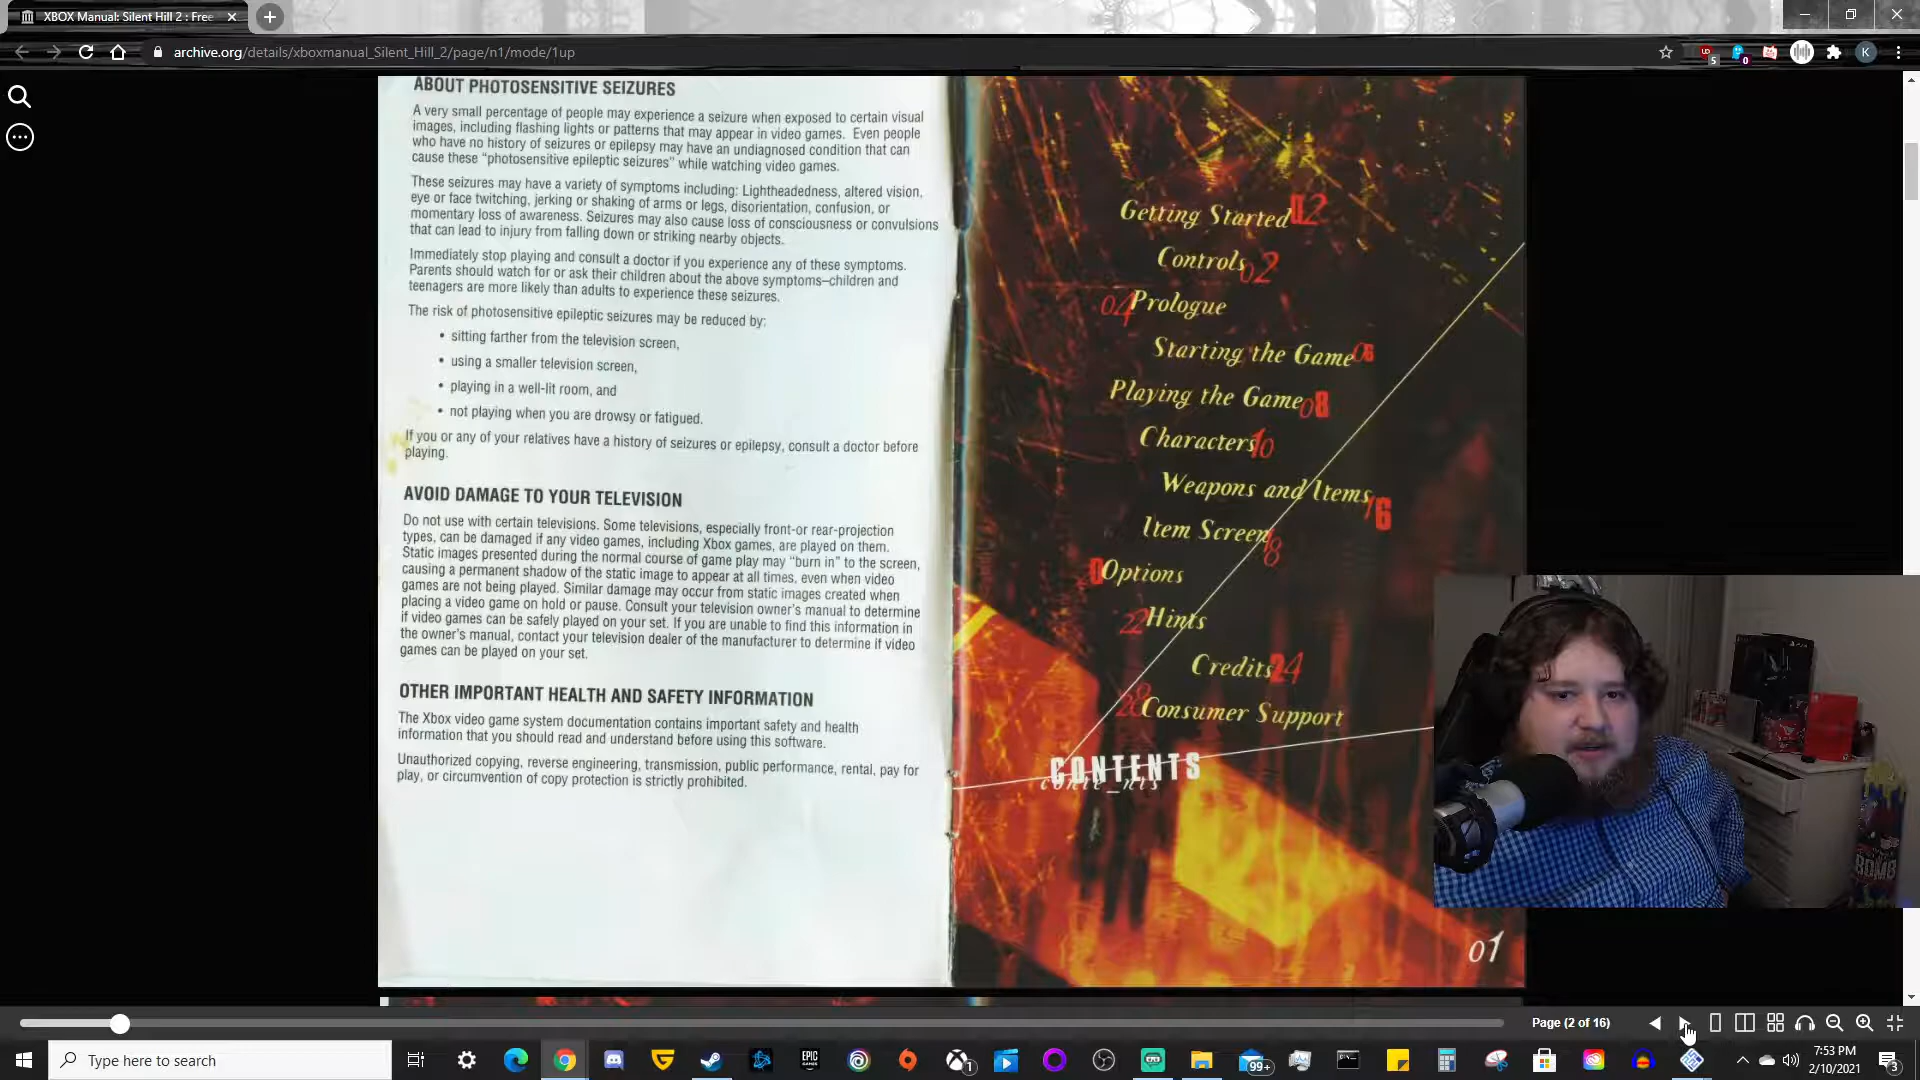 XBOX Manual: Silent Hill 2 : Free
archive.org/details/xboxmanual_Silent_Hill_2/page/n1/mode/1up
5
0
K
ABOUT PHOTOSENSITIVE SEIZURES
A very small percentage of people may experience a seizure when exposed to certain visual
images, including flashing lights or patterns that may appear in video games. Even people
who have no history of seizures or epilepsy may have an undiagnosed condition that can
cause these “photosensitive epileptic seizures” while watching video games.
These seizures may have a variety of symptoms including: Lightheadedness, altered vision,
eye or face twitching, jerking or shaking of arms or legs, disorientation, confusion, or
momentary loss of awareness. Seizures may also cause loss of consciousness or convulsions
that can lead to injury from falling down or striking nearby objects.
Immediately stop playing and consult a doctor if you experience any of these symptoms.
Parents should watch for or ask their children about the above symptoms–children and
teenagers are more likely than adults to experience these seizures.
The risk of photosensitive epileptic seizures may be reduced by:
• sitting farther from the television screen,
• using a smaller television screen,
• playing in a well-lit room, and
• not playing when you are drowsy or fatigued.
If you or any of your relatives have a history of seizures or epilepsy, consult a doctor before
playing.
AVOID DAMAGE TO YOUR TELEVISION
Do not use with certain televisions. Some televisions, especially front-or rear-projection
types, can be damaged if any video games, including Xbox games, are played on them.
Static images presented during the normal course of game play may “burn in” to the screen,
causing a permanent shadow of the static image to appear at all times, even when video
games are not being played. Similar damage may occur from static images created when
placing a video game on hold or pause. Consult your television owner's manual to determine
if video games can be safely played on your set. If you are unable to find this information in
the owner's manual, contact your television dealer of the manufacturer to determine if video
games can be played on your set.
OTHER IMPORTANT HEALTH AND SAFETY INFORMATION
The Xbox video game system documentation contains important safety and health
information that you should read and understand before using this software.
Unauthorized copying, reverse engineering, transmission, public performance, rental, pay for
play, or circumvention of copy protection is strictly prohibited.
Getting Started 02
Controls 02
04 Prologue
Starting the Game 06
Playing the Game 08
Characters 10
Weapons and Items 16
Item Screen 18
Options
22 Hints
Credits 24
28 Consumer Support
CONTENTS
01
BOMB
Page (2 of 16)
Type here to search
EPIC
GAMES
1
99+
7:53 PM
2/10/2021
3